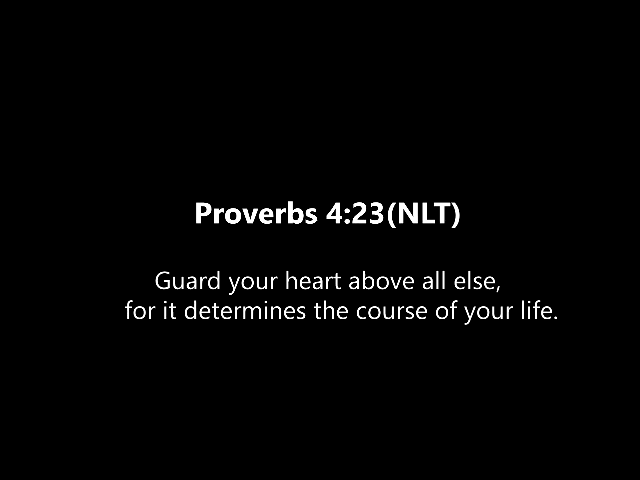 Proverbs 4:23(NLT)
Guard your heart above all else,
for it determines the course of your life.